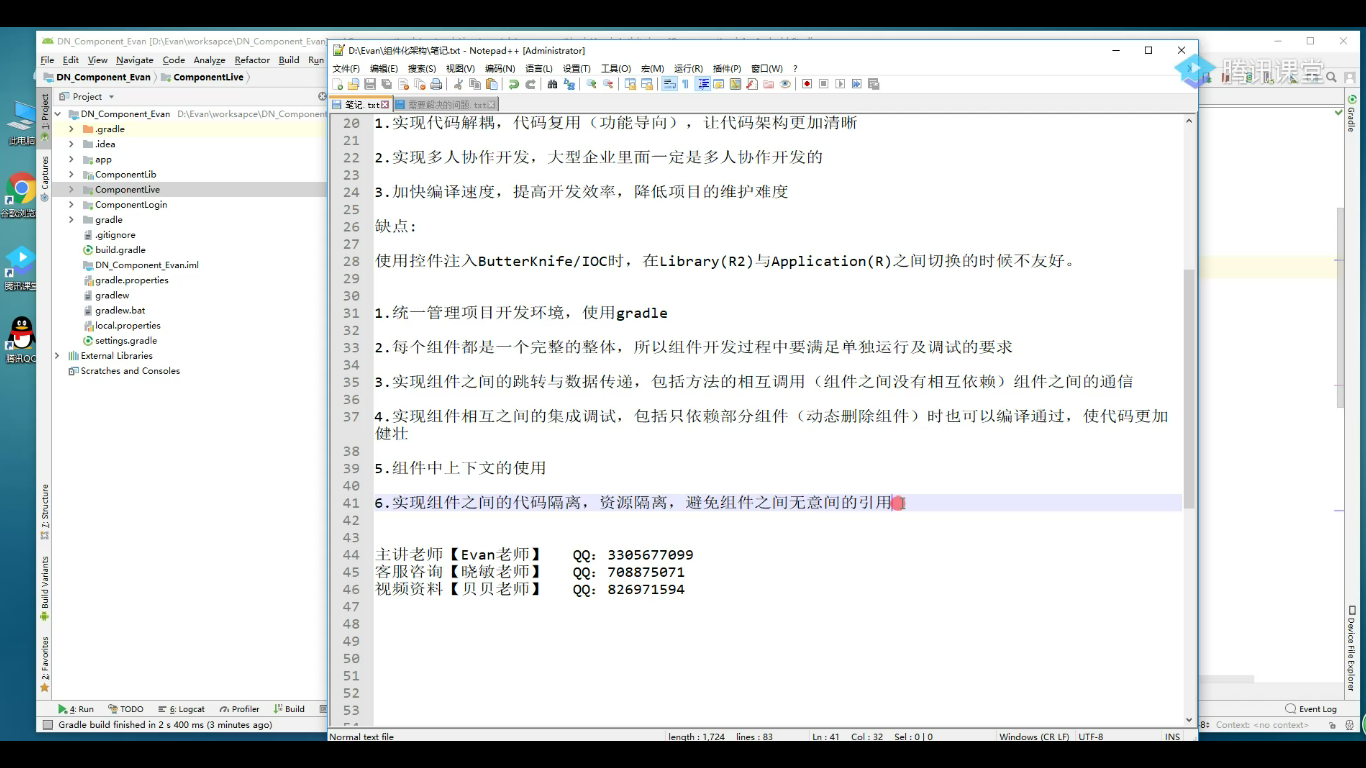 DN_Component_Evan [D:\Evan\worksapce\DN_Component_Evan]
D:\Evan\组件化架构\笔记.txt - Notepad++ [Administrator]
File Edit View Navigate Code Analyze Refactor Build
文件(F) 编辑(E) 搜索(S) 视图(V) 编码(N) 语言(L) 设置(T) 工具(O) 宏(M) 运行(R) 插件(P) 窗口(W) ?
腾讯课堂
DN_Component_Evan ComponentLive
Project
笔记.txt 需要解决的问题.txt
DN_Component_Evan D:\Evan\worksapce\DN_Component
.gradle
.idea
app
ComponentLib
ComponentLive
ComponentLogin
gradle
.gitignore
build.gradle
DN_Component_Evan.iml
gradle.properties
gradlew
gradlew.bat
local.properties
settings.gradle
External Libraries
Scratches and Consoles
1: Project
Captures
Z: Structure
Build Variants
2: Favorites
此电脑
谷歌浏览
腾讯课堂
腾讯QQ
20 1.实现代码解耦，代码复用（功能导向），让代码架构更加清晰
21
22 2.实现多人协作开发，大型企业里面一定是多人协作开发的
23
24 3.加快编译速度，提高开发效率，降低项目的维护难度
25
26 缺点:
27
28 使用控件注入ButterKnife/IOC时，在Library(R2)与Application(R)之间切换的时候不友好。
29
30
31 1.统一管理项目开发环境，使用gradle
32
33 2.每个组件都是一个完整的整体，所以组件开发过程中要满足单独运行及调试的要求
34
35 3.实现组件之间的跳转与数据传递，包括方法的相互调用（组件之间没有相互依赖）组件之间的通信
36
37 4.实现组件相互之间的集成调试，包括只依赖部分组件（动态删除组件）时也可以编译通过，使代码更加
健壮
38
39 5.组件中上下文的使用
40
41 6.实现组件之间的代码隔离，资源隔离，避免组件之间无意间的引用
42
43
44 主讲老师【Evan老师】 QQ: 3305677099
45 客服咨询【晓敏老师】 QQ: 708875071
46 视频资料【贝贝老师】 QQ: 826971594
47
48
49
50
51
52
53
Gradle
Device File Explorer
4: Run TODO 6: Logcat Profiler Build
Event Log
Gradle build finished in 2 s 400 ms (3 minutes ago)
Context: <no context>
Normal text file length : 1,724 lines : 83 Ln : 41 Col : 32 Sel : 0 | 0 Windows (CR LF) UTF-8 INS